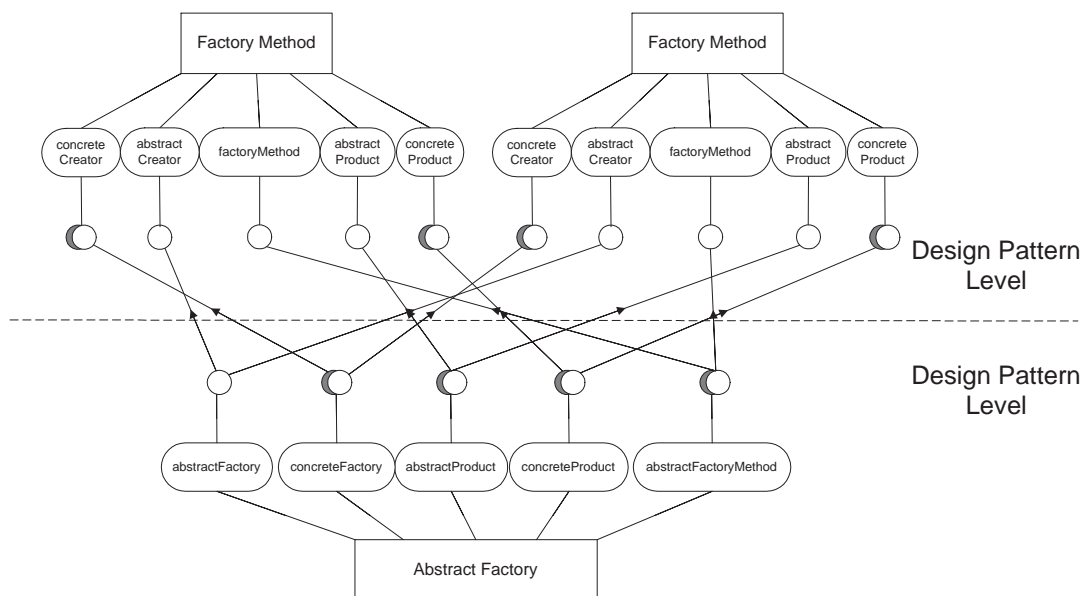 Factory Method
Factory Method
concrete
Creator
abstract
Creator
factoryMethod
abstract
Product
concrete
Product
concrete
Creator
abstract
Creator
factoryMethod
abstract
Product
concrete
Product
Design Pattern
Level
Design Pattern
Level
abstractFactory
concreteFactory
abstractProduct
concreteProduct
abstractFactoryMethod
Abstract Factory